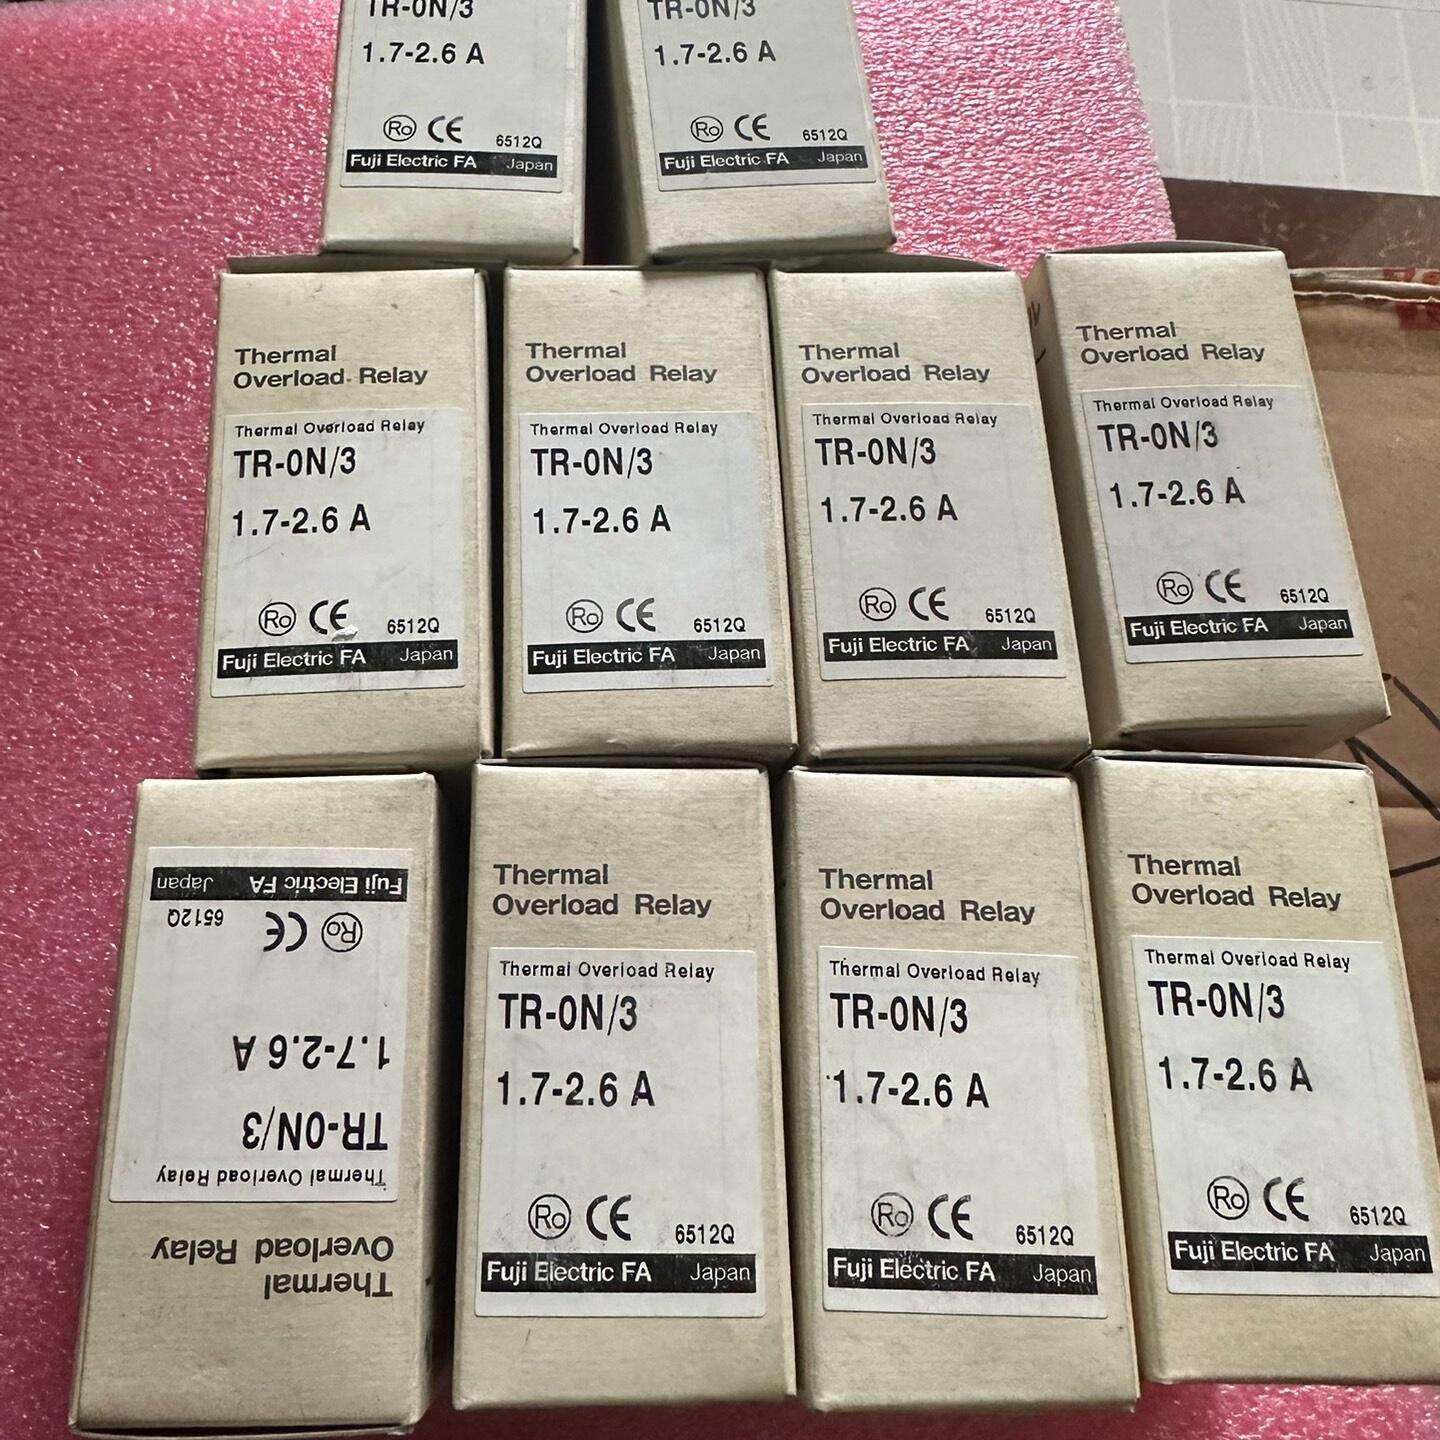 TR-0N/3
1.7-2.6 A
Ro CE 6512Q
Fuji Electric FA Japan
TR-0N/3
1.7-2.6 A
Ro CE 6512Q
Fuji Electric FA Japan
Thermal
Overload Relay
Thermal Overload Relay
TR-0N/3
1.7-2.6 A
Ro CE 6512Q
Fuji Electric FA Japan
Thermal
Overload Relay
Thermal Overload Relay
TR-0N/3
1.7-2.6 A
Ro CE 6512Q
Fuji Electric FA Japan
Thermal
Overload Relay
Thermal Overload Relay
TR-0N/3
1.7-2.6 A
Ro CE 6512Q
Fuji Electric FA Japan
Thermal
Overload Relay
Thermal Overload Relay
TR-0N/3
1.7-2.6 A
Ro CE 6512Q
Fuji Electric FA Japan
Thermal
Overload Relay
Thermal Overload Relay
TR-0N/3
1.7-2.6 A
Ro CE 6512Q
Fuji Electric FA Japan
Thermal
Overload Relay
Thermal Overload Relay
TR-0N/3
1.7-2.6 A
Ro CE 6512Q
Fuji Electric FA Japan
Thermal
Overload Relay
Thermal Overload Relay
TR-0N/3
1.7-2.6 A
Ro CE 6512Q
Fuji Electric FA Japan
Thermal
Overload Relay
Thermal Overload Relay
TR-0N/3
1.7-2.6 A
Ro CE 6512Q
Fuji Electric FA Japan